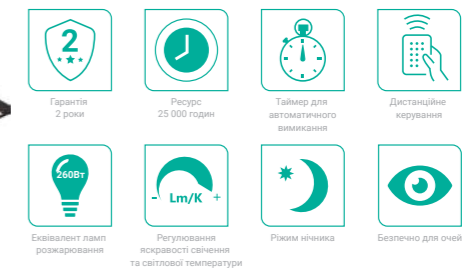 2
Гарантія
2 роки
Ресурс
25 000 годин
Таймер для
автоматичного
вимикання
Дистанційне
керування
260Вт
Еквівалент ламп
розжарювання
- Lm/K +
Регулювання
яскравості свічення
та світлової температури
Ріжим нічника
Безпечно для очей